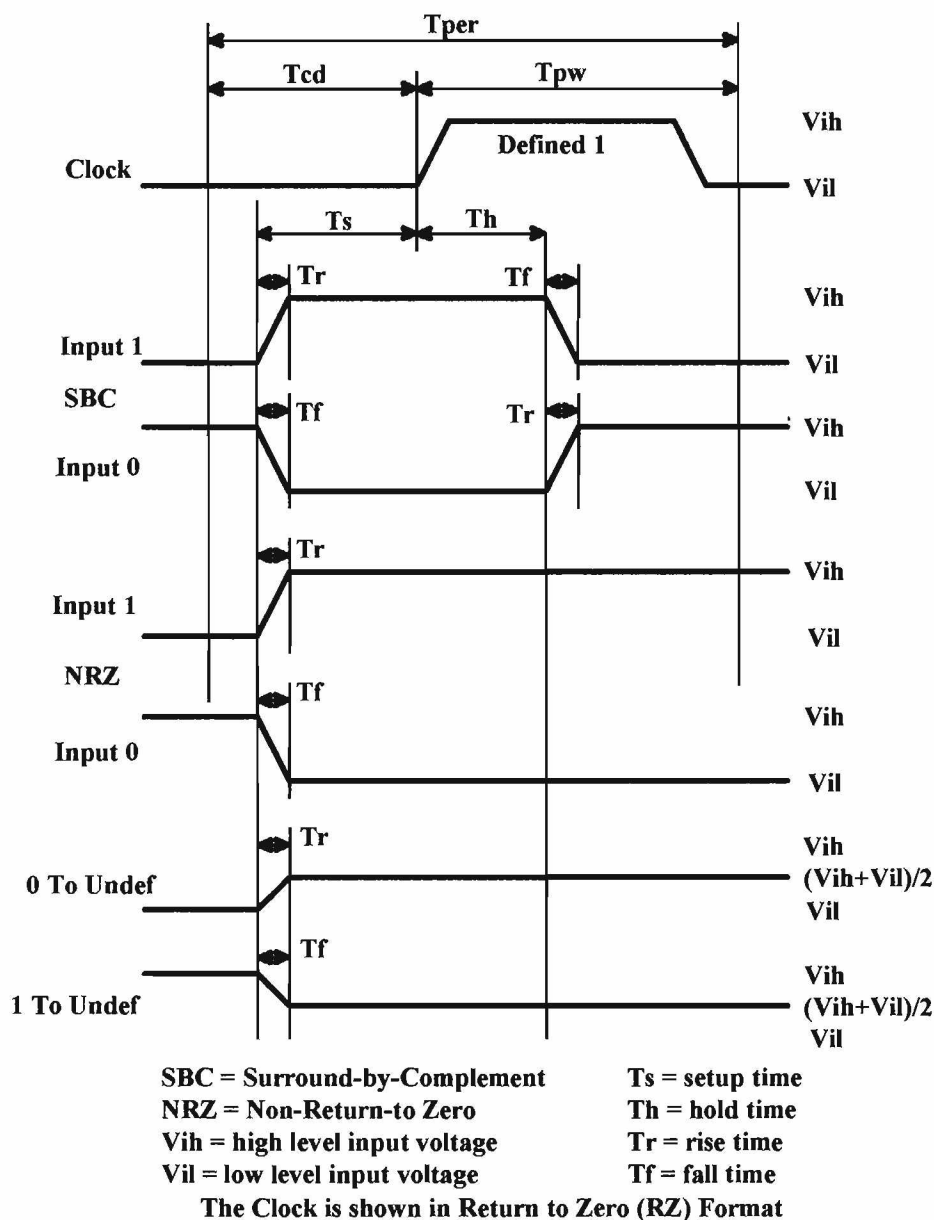 Tper
Tcd Tpw
Vih
Defined 1
Clock
Vil
Ts Th
Tr Tf Vih
Input 1 Vil
SBC
Tf Tr Vih
Input 0
Vil
Tr Vih
Input 1
Vil
NRZ
Tf Vih
Input 0
Vil
Tr Vih
0 To Undef (Vih+Vil)/2
Vil
Tf
Vih
1 To Undef (Vih+Vil)/2
Vil
SBC = Surround-by-Complement Ts = setup time
NRZ = Non-Return-to Zero Th = hold time
Vih = high level input voltage Tr = rise time
Vil = low level input voltage Tf = fall time
The Clock is shown in Return to Zero (RZ) Format